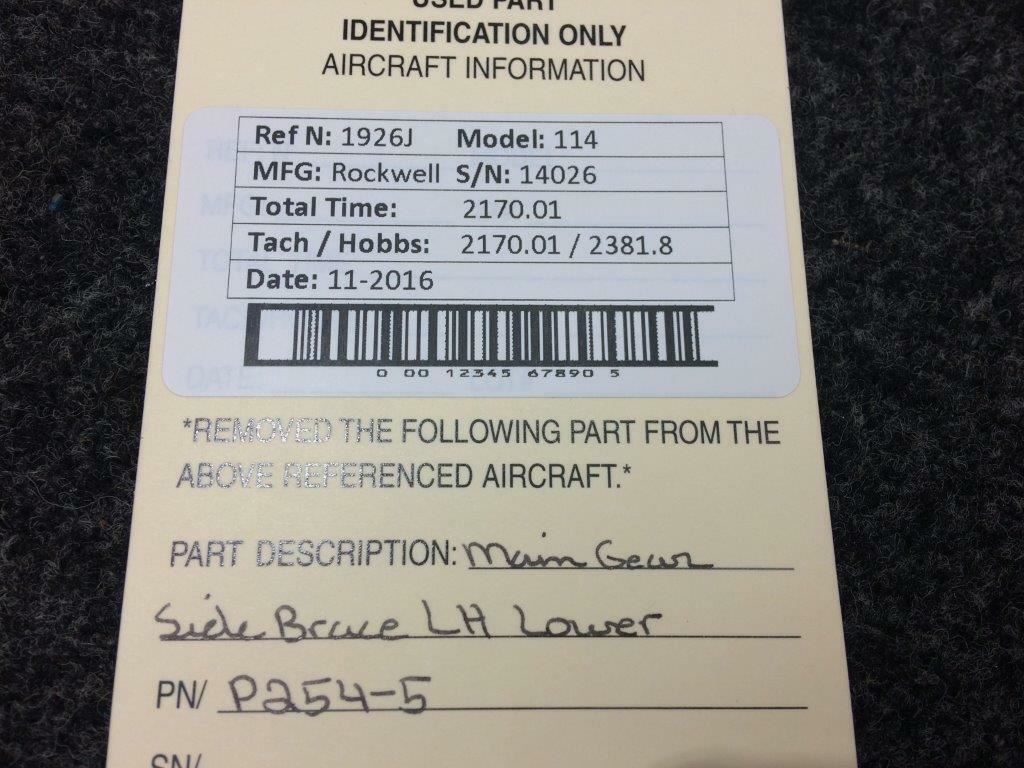 USED PART
IDENTIFICATION ONLY
AIRCRAFT INFORMATION
Ref N: 1926J Model: 114
MFG: Rockwell S/N: 14026
Total Time: 2170.01
Tach / Hobbs: 2170.01 / 2381.8
Date: 11-2016
0 00 12345 67890 5
*REMOVED THE FOLLOWING PART FROM THE
ABOVE REFERENCED AIRCRAFT.*
PART DESCRIPTION: Main Gear
Side Brace LH Lower
PN/ P254-5
SN/